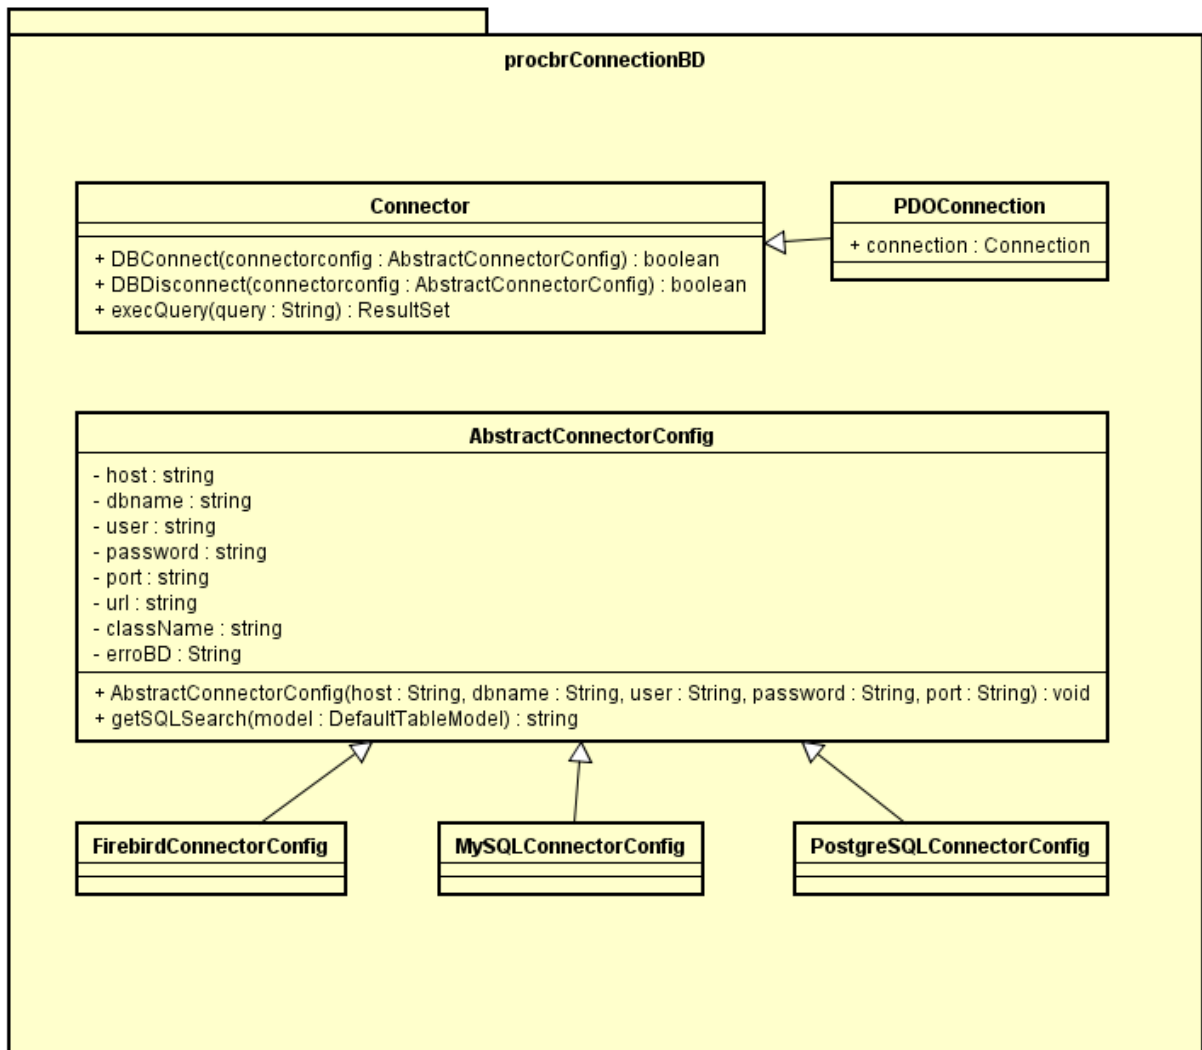 procbrConnectionBD
Connector
+ DBConnect(connectorconfig : AbstractConnectorConfig) : boolean
+ DBDisconnect(connectorconfig : AbstractConnectorConfig) : boolean
+ execQuery(query : String) : ResultSet
PDOConnection
+ connection : Connection
AbstractConnectorConfig
- host : string
- dbname : string
- user : string
- password : string
- port : string
- url : string
- className : string
- erroBD : String
+ AbstractConnectorConfig(host : String, dbname : String, user : String, password : String, port : String) : void
+ getSQLSearch(model : DefaultTableModel) : string
FirebirdConnectorConfig
MySQLConnectorConfig
PostgreSQLConnectorConfig